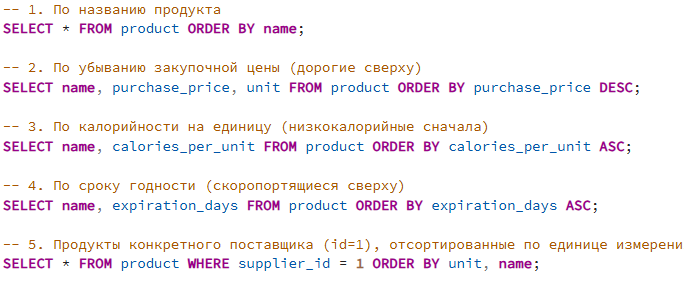 -- 1. По названию продукта
SELECT * FROM product ORDER BY name;
-- 2. По убыванию закупочной цены (дорогие сверху)
SELECT name, purchase_price, unit FROM product ORDER BY purchase_price DESC;
-- 3. По калорийности на единицу (низкокалорийные сначала)
SELECT name, calories_per_unit FROM product ORDER BY calories_per_unit ASC;
-- 4. По сроку годности (скоропортящиеся сверху)
SELECT name, expiration_days FROM product ORDER BY expiration_days ASC;
-- 5. Продукты конкретного поставщика (id=1), отсортированные по единице измерени
SELECT * FROM product WHERE supplier_id = 1 ORDER BY unit, name;